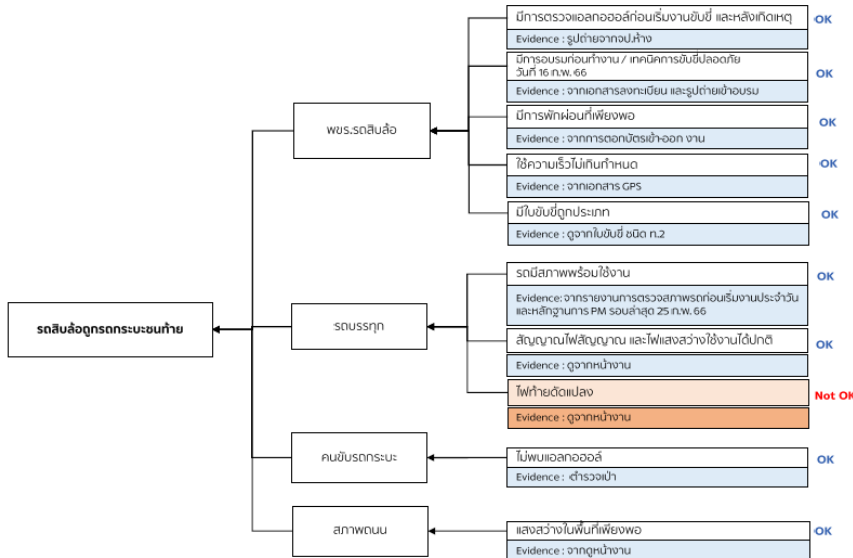 มีการตรวจแอลกอฮอล์ก่อนเริ่มงานขับขี่ และหลังเกิดเหตุ
OK
Evidence : รูปถ่ายจากจป.ห้าง
มีการอบรมก่อนทำงาน / เทคนิคการขับขี่ปลอดภัย
วันที่ 16 ก.พ. 66
OK
Evidence : จากเอกสารลงทะเบียน และรูปถ่ายเข้าอบรม
พขร.รถสิบล้อ
มีการพักผ่อนที่เพียงพอ
OK
Evidence : จากการตอกบัตรเข้า-ออก งาน
ใช้ความเร็วไม่เกินกำหนด
OK
Evidence : จากเอกสาร GPS
มีใบขับขี่ถูกประเภท
OK
Evidence : ดูจากใบขับขี่ ชนิด ท.2
รถสิบล้อถูกรถกระบะชนท้าย
รถบรรทุก
รถมีสภาพพร้อมใช้งาน
OK
Evidence: จากรายงานการตรวจสภาพรถก่อนเริ่มงานประจำวัน
และหลักฐานการ PM รอบล่าสุด 25 ก.พ. 66
สัญญาณไฟสัญญาณ และไฟแสงสว่างใช้งานได้ปกติ
OK
Evidence : ดูจากหน้างาน
ไฟท้ายดัดแปลง
Not OK
Evidence : ดูจากหน้างาน
คนขับรถกระบะ
ไม่พบแอลกอฮอล์
OK
Evidence : ตำรวจเป่า
สภาพถนน
แสงสว่างในพื้นที่เพียงพอ
OK
Evidence : จากดูหน้างาน